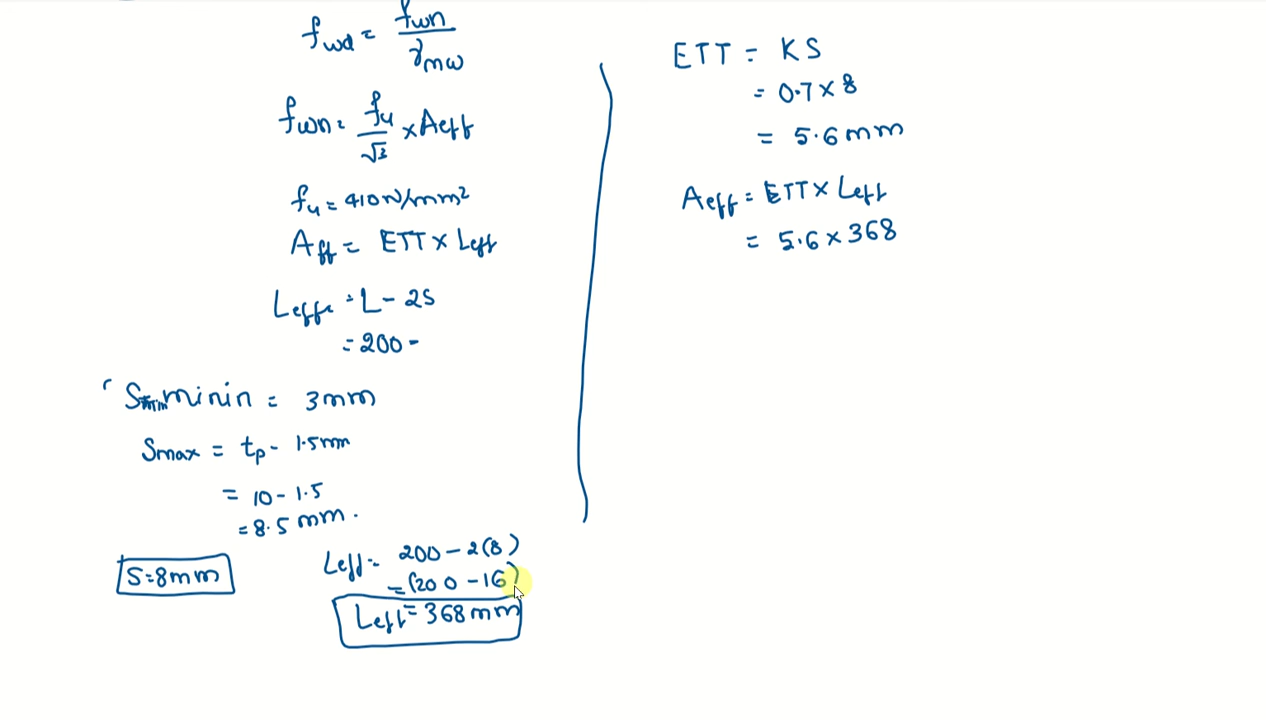 fwd = fwn / γmw
fwn = fu / √3 × Aeff
fu = 410 N/mm²
Aff = ETT × Leff
Leffe = L - 2S
= 200 -
Sminin = 3mm
Smax = tp - 1.5mm
= 10 - 1.5
= 8.5 mm.
S=8mm
Leff = 200 - 2(8)
= (200 - 16)
Leff = 368mm
ETT = KS
= 0.7 × 8
= 5.6 mm
Aeff = ETT × Leff
= 5.6 × 368